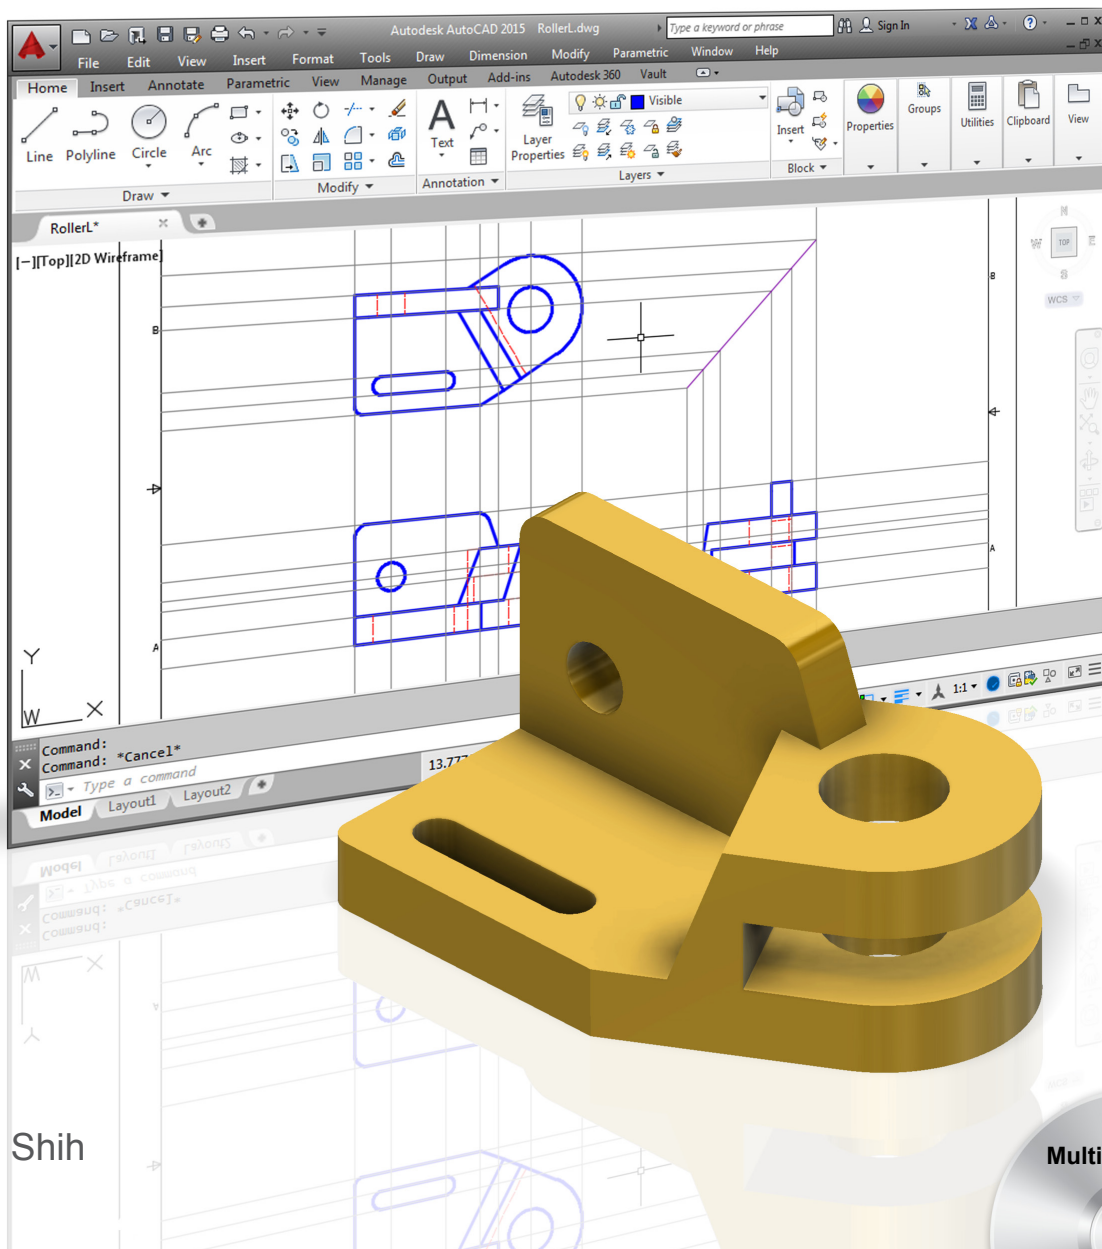 Autodesk AutoCAD 2015 RollerL.dwg Type a keyword or phrase Sign In
File Edit View Insert Format Tools Draw Dimension Modify Parametric Window Help
Home Insert Annotate Parametric View Manage Output Add-ins Autodesk 360 Vault
Line Polyline Circle Arc
Text
Layer
Properties
Visible
Insert
Properties
Groups
Utilities
Clipboard
View
Draw Modify Annotation Layers Block
RollerL*
[−][Top][2D Wireframe]
N
W TOP E
S
WCS
B
B
A
A
Y
W X
1:1
Command:
Command: *Cancel*
Type a command
13.777
Model Layout1 Layout2
Shih
Multi